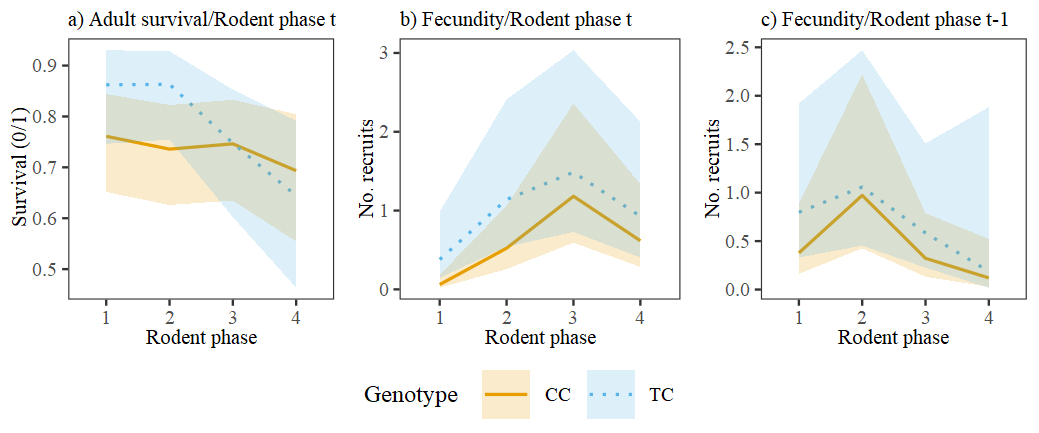 a) Adult survival/Rodent phase t
b) Fecundity/Rodent phase t
c) Fecundity/Rodent phase t-1
Survival (0/1)
0.9
0.8
0.7
0.6
0.5
1 2 3 4
Rodent phase
No. recruits
3
2
1
0
1 2 3 4
Rodent phase
No. recruits
2.5
2.0
1.5
1.0
0.5
0.0
1 2 3 4
Rodent phase
Genotype CC TC